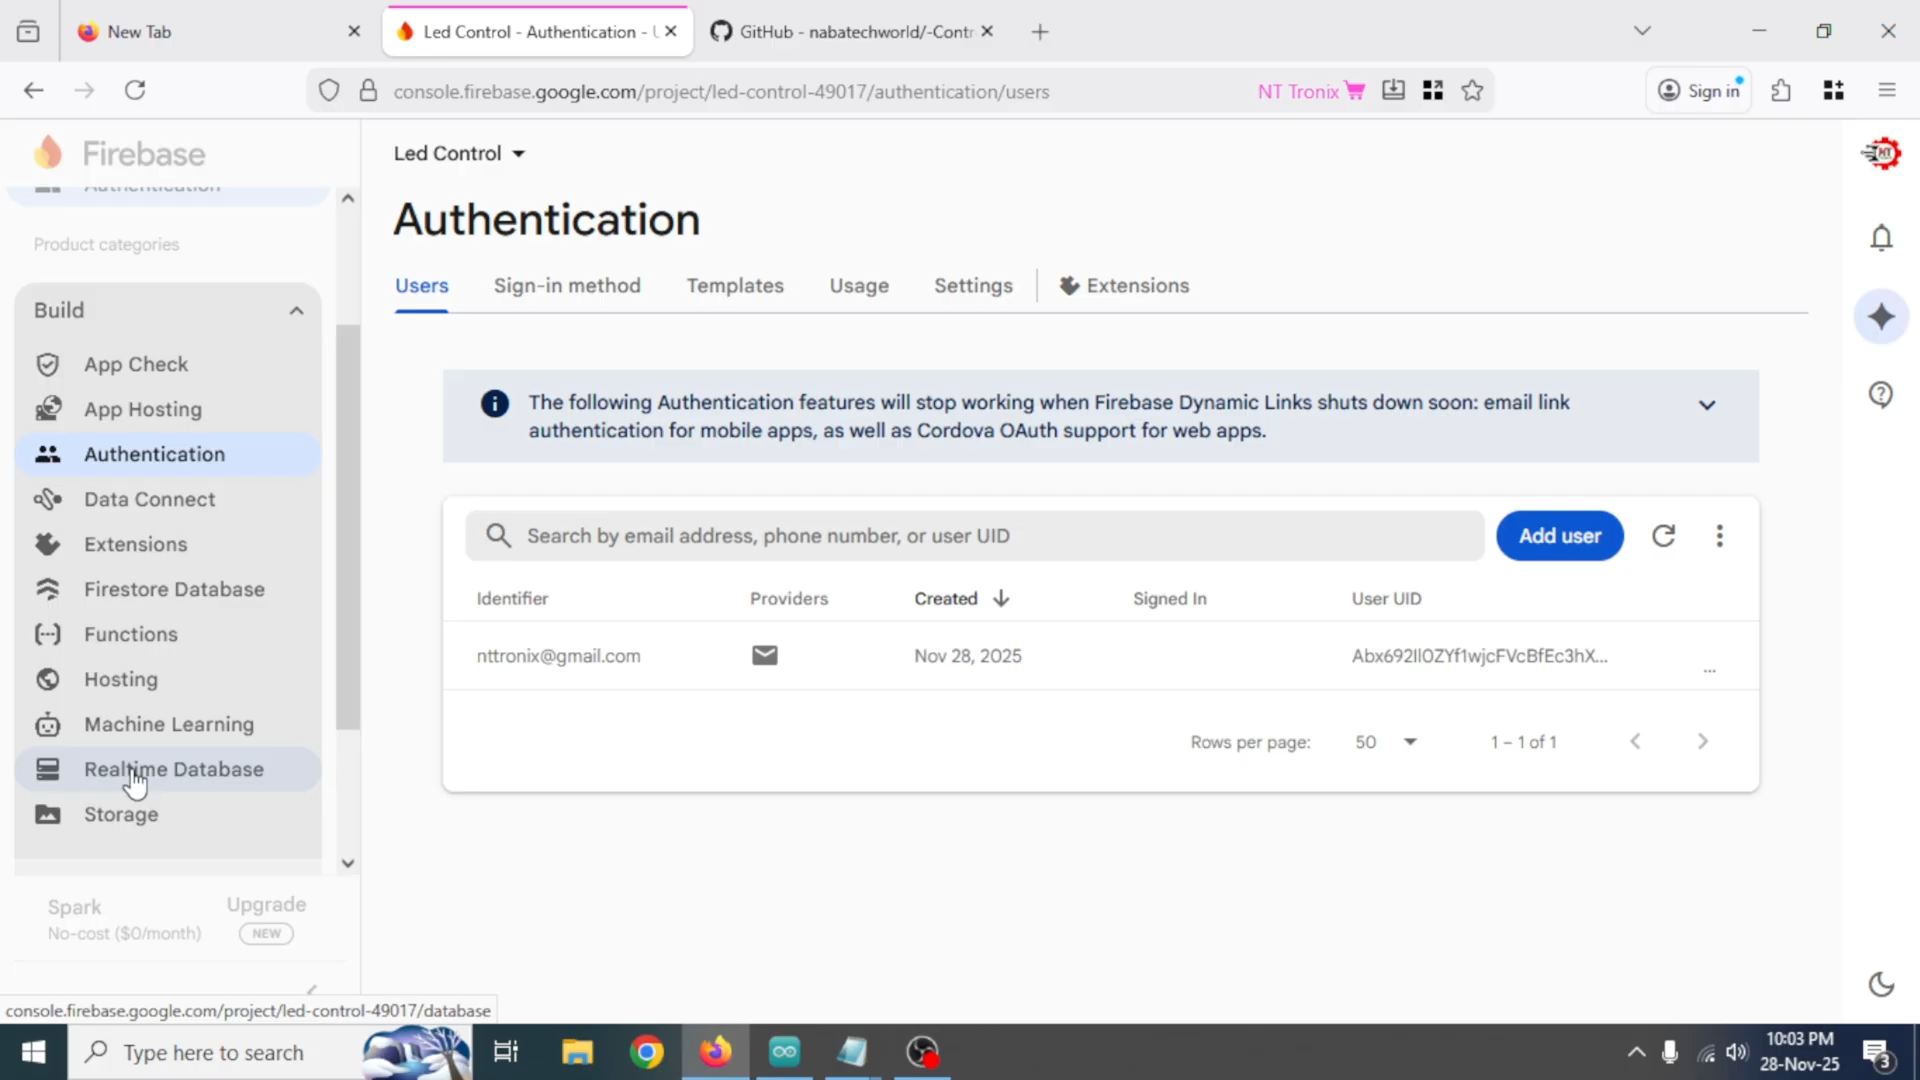 New Tab
Led Control - Authentication - U
GitHub - nabatechworld/-Contr
console.firebase.google.com/project/led-control-49017/authentication/users
NT Tronix
Sign in
Firebase
Authentication
Product categories
Build
App Check
App Hosting
Authentication
Data Connect
Extensions
Firestore Database
Functions
Hosting
Machine Learning
Realtime Database
Storage
Spark
No-cost ($0/month)
Upgrade
NEW
console.firebase.google.com/project/led-control-49017/database
Led Control
Authentication
Users
Sign-in method
Templates
Usage
Settings
Extensions
The following Authentication features will stop working when Firebase Dynamic Links shuts down soon: email link
authentication for mobile apps, as well as Cordova OAuth support for web apps.
Search by email address, phone number, or user UID
Add user
Identifier
Providers
Created
Signed In
User UID
nttronix@gmail.com
Nov 28, 2025
Abx692IlOZYf1wjcFVcBfEc3hX...
Rows per page:
50
1 – 1 of 1
NT
Type here to search
10:03 PM
28-Nov-25
3